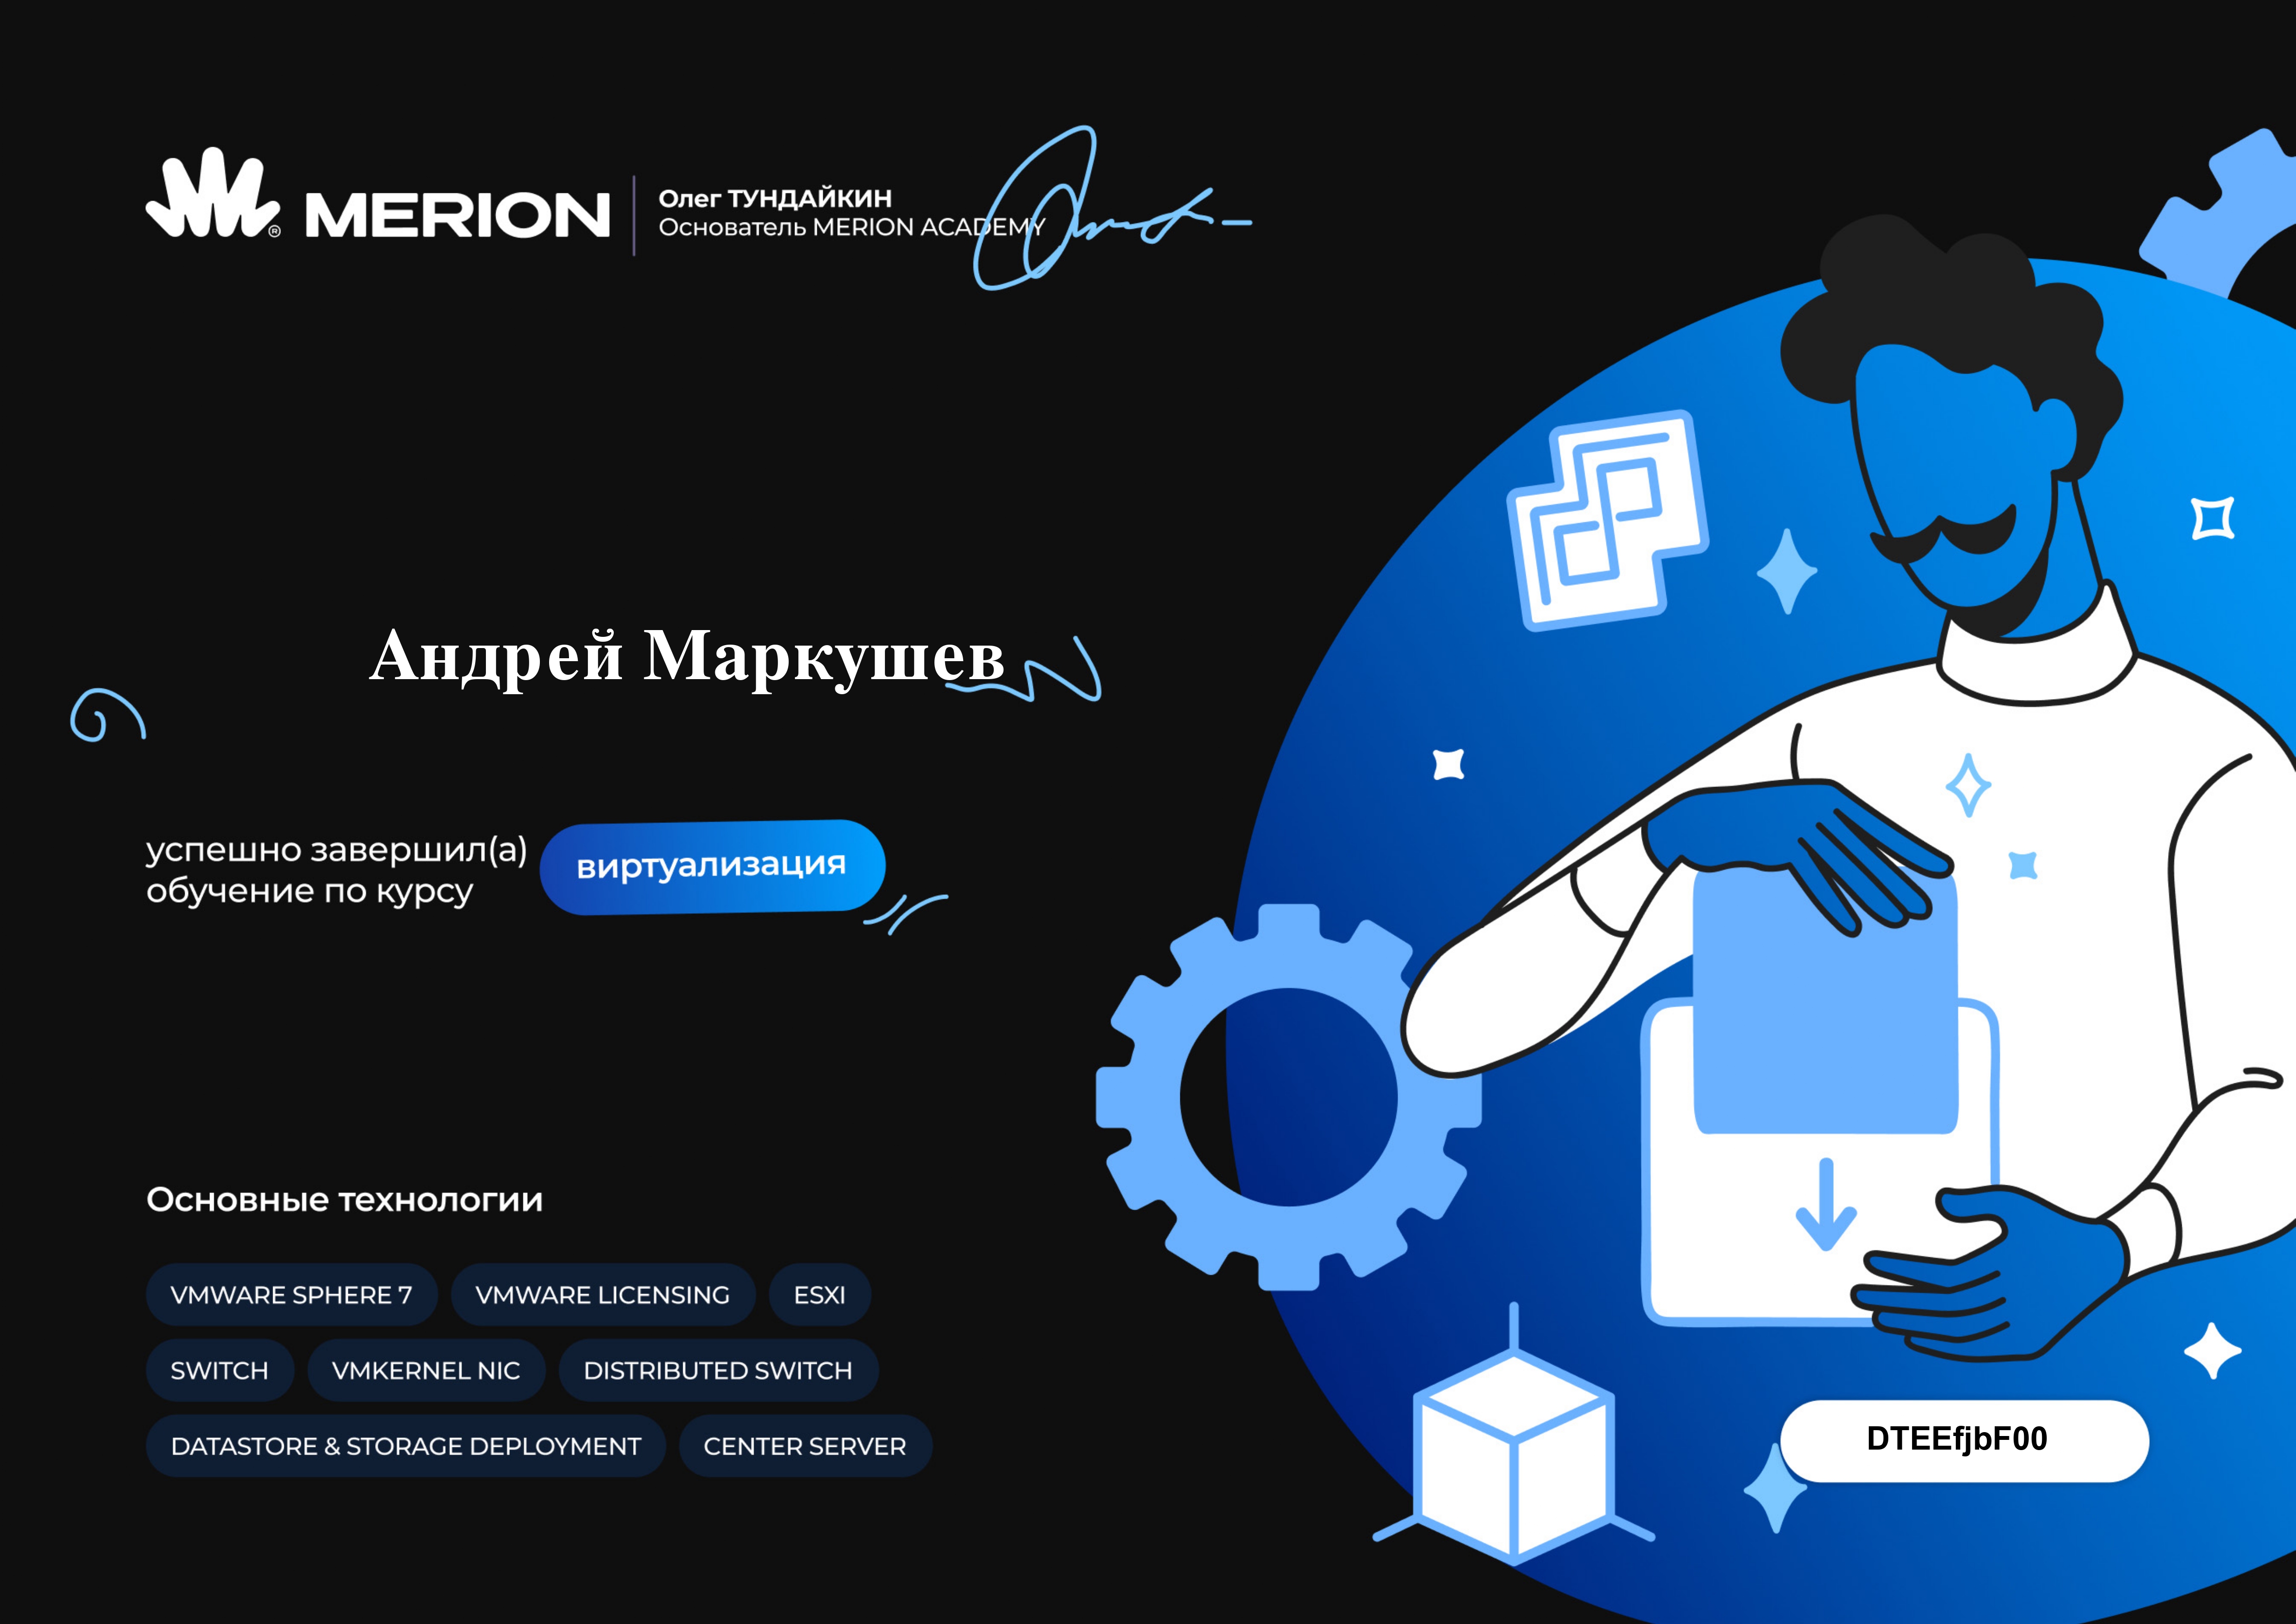 MERION
Олег ТУНДАЙКИН
Основатель MERION ACADEMY
Андрей Маркушев
успешно завершил(а)
обучение по курсу
виртуализация
Основные технологии
VMWARE SPHERE 7 VMWARE LICENSING ESXI
SWITCH VMKERNEL NIC DISTRIBUTED SWITCH
DATASTORE & STORAGE DEPLOYMENT CENTER SERVER
DTEEfjbF00